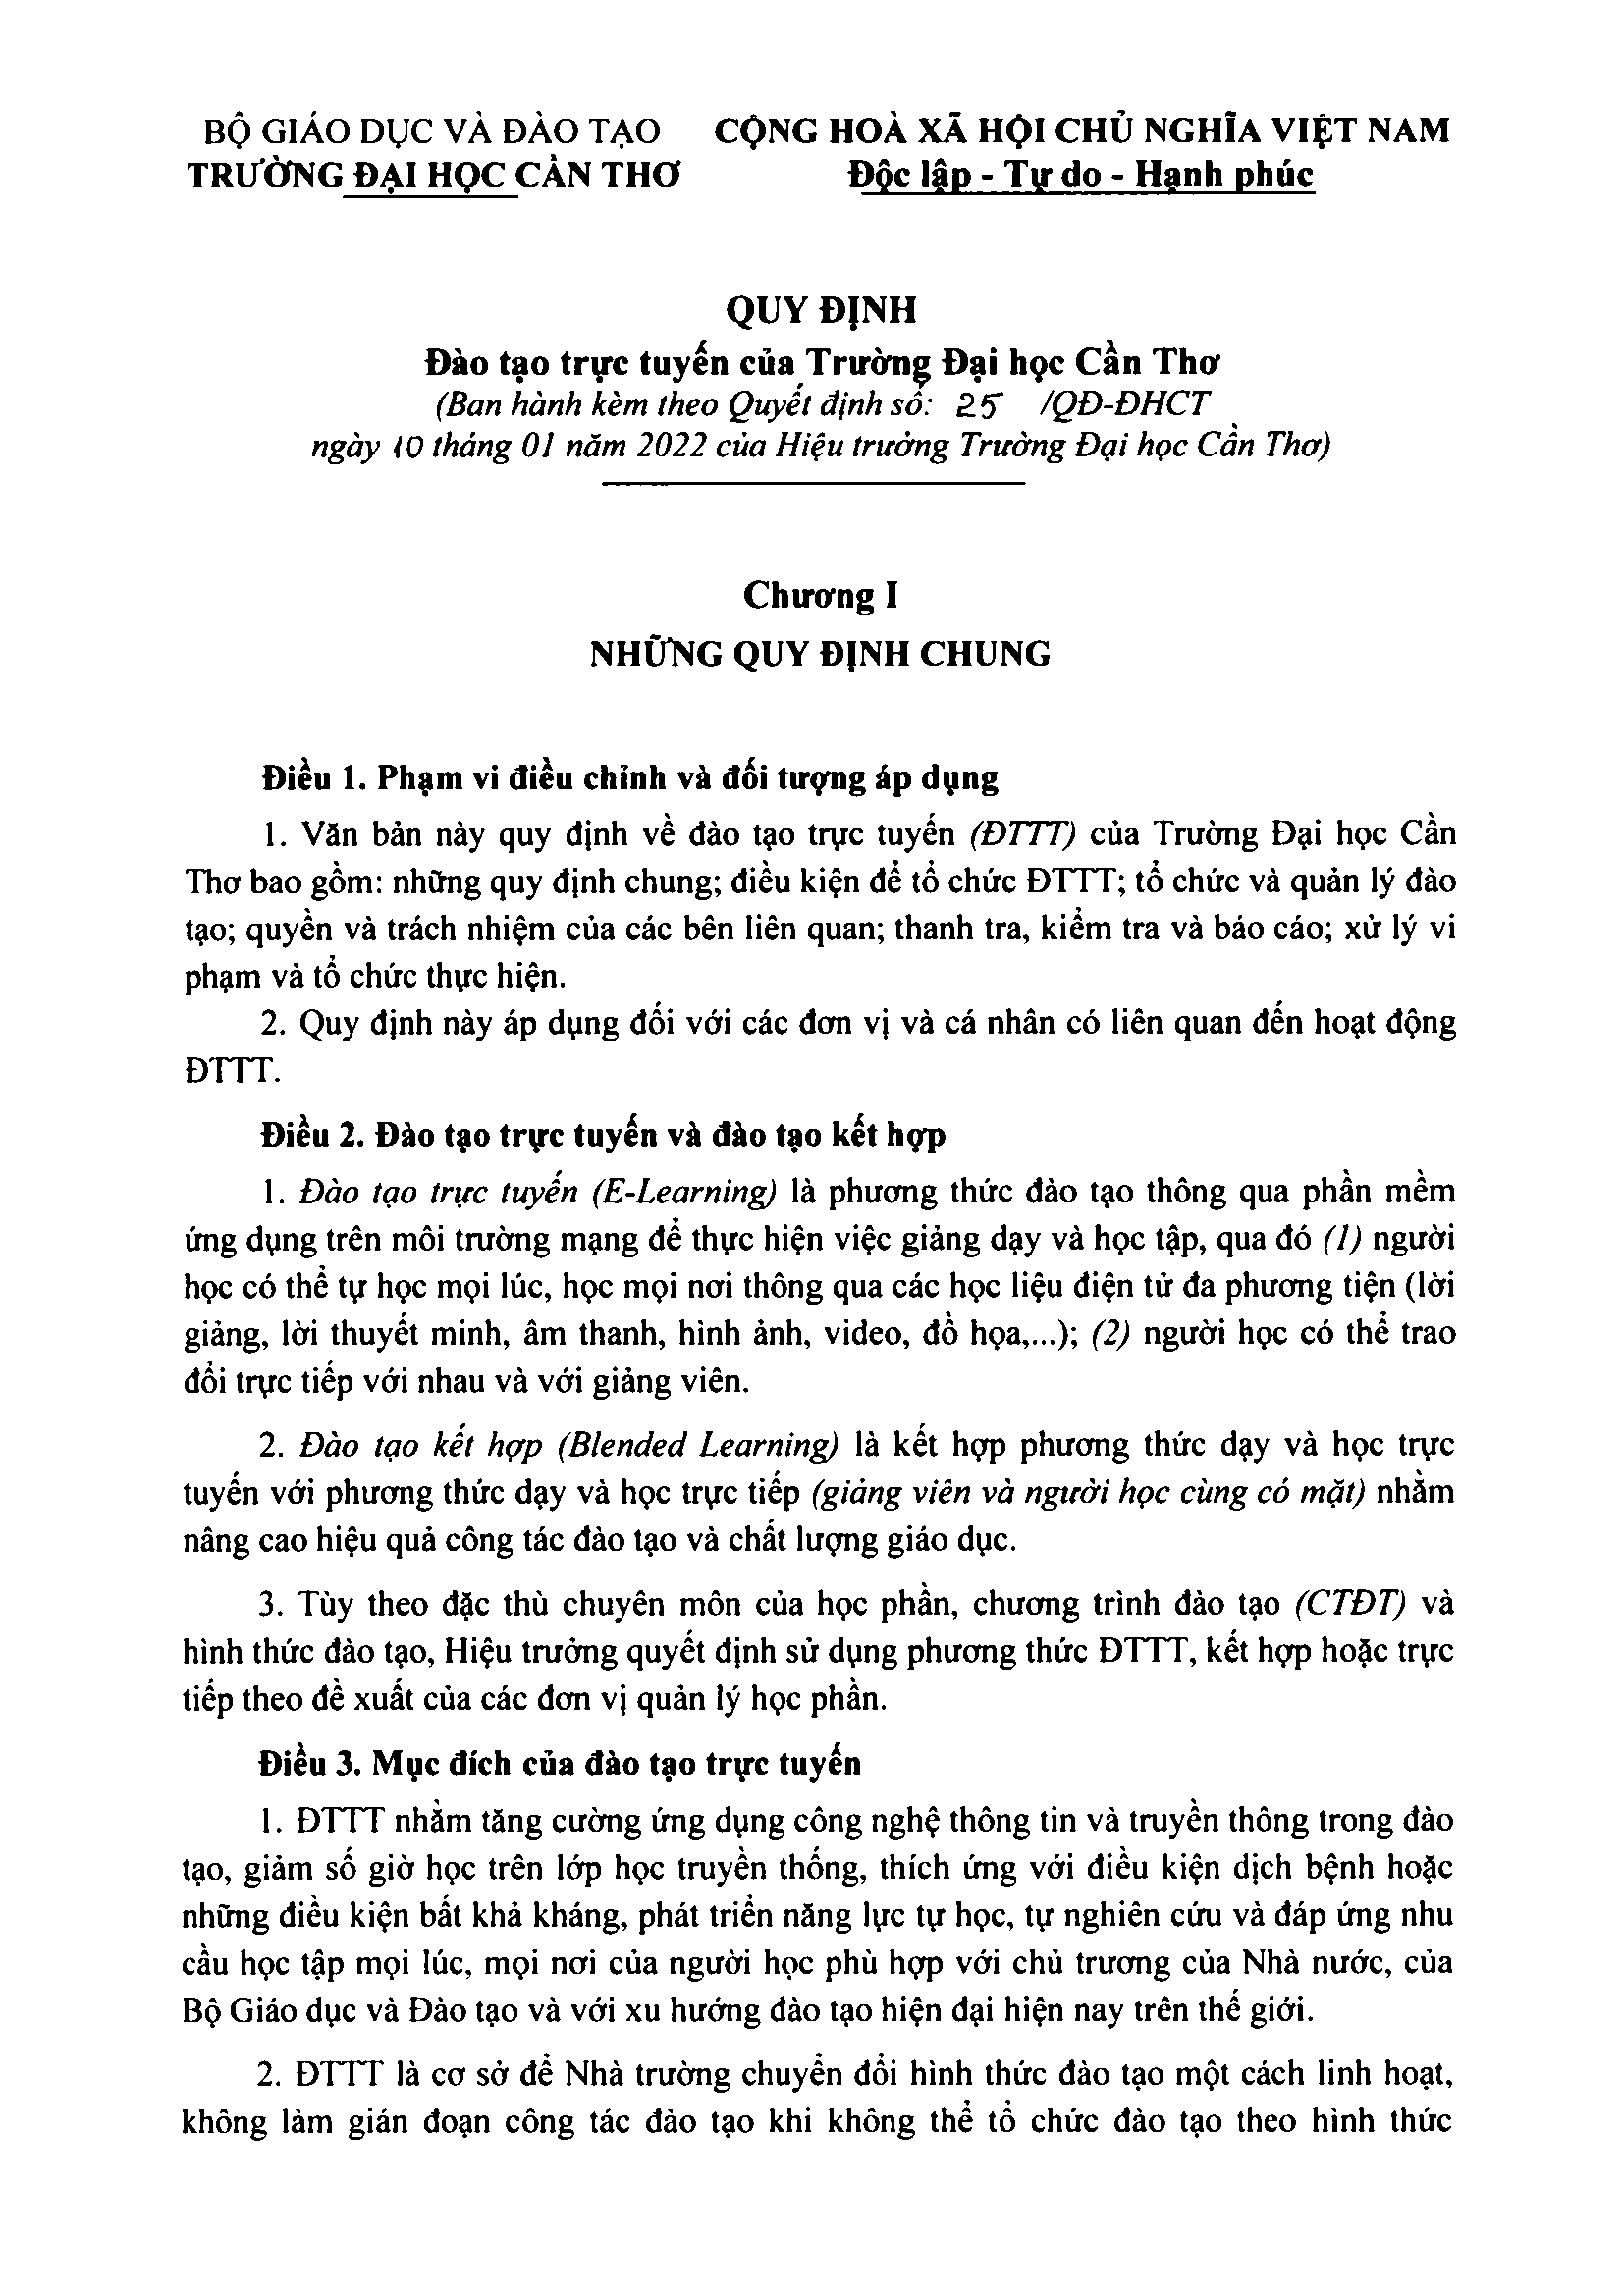 BỘ GIÁO DỤC VÀ ĐÀO TẠO
TRƯỜNG ĐẠI HỌC CẦN THƠ
CỘNG HOÀ XÃ HỘI CHỦ NGHĨA VIỆT NAM
Độc lập - Tự do - Hạnh phúc
QUY ĐỊNH
Đào tạo trực tuyến của Trường Đại học Cần Thơ
(Ban hành kèm theo Quyết định số: 25 /QĐ-ĐHCT
ngày 10 tháng 01 năm 2022 của Hiệu trưởng Trường Đại học Cần Thơ)
Chương I
NHỮNG QUY ĐỊNH CHUNG
Điều 1. Phạm vi điều chỉnh và đối tượng áp dụng
1. Văn bản này quy định về đào tạo trực tuyến (ĐTTT) của Trường Đại học Cần
Thơ bao gồm: những quy định chung; điều kiện để tổ chức ĐTTT; tổ chức và quản lý đào
tạo; quyền và trách nhiệm của các bên liên quan; thanh tra, kiểm tra và báo cáo; xử lý vi
phạm và tổ chức thực hiện.
2. Quy định này áp dụng đối với các đơn vị và cá nhân có liên quan đến hoạt động
ĐTTT.
Điều 2. Đào tạo trực tuyến và đào tạo kết hợp
1. Đào tạo trực tuyến (E-Learning) là phương thức đào tạo thông qua phần mềm
ứng dụng trên môi trường mạng để thực hiện việc giảng dạy và học tập, qua đó (1) người
học có thể tự học mọi lúc, học mọi nơi thông qua các học liệu điện tử đa phương tiện (lời
giảng, lời thuyết minh, âm thanh, hình ảnh, video, đồ họa,...); (2) người học có thể trao
đổi trực tiếp với nhau và với giảng viên.
2. Đào tạo kết hợp (Blended Learning) là kết hợp phương thức dạy và học trực
tuyến với phương thức dạy và học trực tiếp (giảng viên và người học cùng có mặt) nhằm
nâng cao hiệu quả công tác đào tạo và chất lượng giáo dục.
3. Tùy theo đặc thù chuyên môn của học phần, chương trình đào tạo (CTĐT) và
hình thức đào tạo, Hiệu trưởng quyết định sử dụng phương thức ĐTTT, kết hợp hoặc trực
tiếp theo đề xuất của các đơn vị quản lý học phần.
Điều 3. Mục đích của đào tạo trực tuyến
1. ĐTTT nhằm tăng cường ứng dụng công nghệ thông tin và truyền thông trong đào
tạo, giảm số giờ học trên lớp học truyền thống, thích ứng với điều kiện dịch bệnh hoặc
những điều kiện bất khả kháng, phát triển năng lực tự học, tự nghiên cứu và đáp ứng nhu
cầu học tập mọi lúc, mọi nơi của người học phù hợp với chủ trương của Nhà nước, của
Bộ Giáo dục và Đào tạo và với xu hướng đào tạo hiện đại hiện nay trên thế giới.
2. ĐTTT là cơ sở để Nhà trường chuyển đổi hình thức đào tạo một cách linh hoạt,
không làm gián đoạn công tác đào tạo khi không thể tổ chức đào tạo theo hình thức